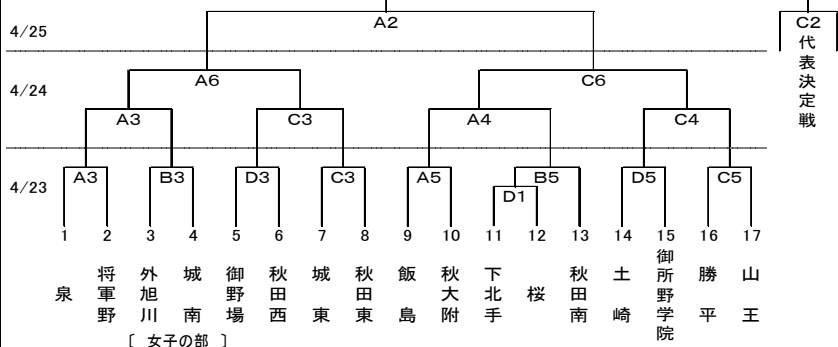 A2
C2
代表決定戦
4/25
A6
C6
4/24
A3
C3
A4
C4
4/23
A3
B3
D3
C3
A5
B5
D5
C5
D1
1 2 3 4 5 6 7 8 9 10 11 12 13 14 15 16 17
泉
将軍野
外旭川
城南
御野場
秋田西
城東
秋田東
飯島
秋大附
下北手
桜
秋田南
土崎
御所野学院
勝平
山王
〔 女子の部 〕